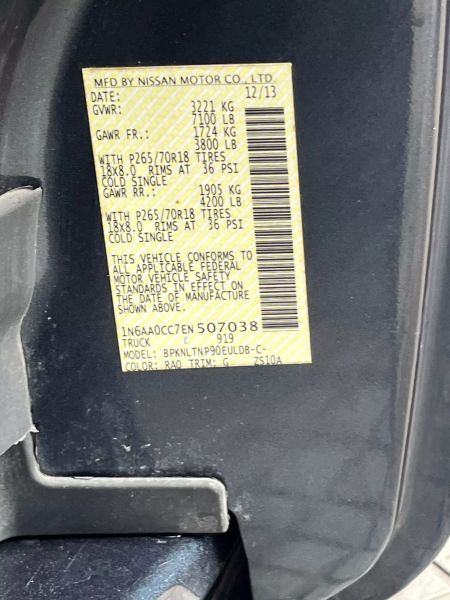 MFD BY NISSAN MOTOR CO., LTD.
DATE: 12/13
GVWR: 3221 KG
7100 LB
GAWR FR.: 1724 KG
3800 LB
WITH P265/70R18 TIRES
18X8.0 RIMS AT 36 PSI
COLD SINGLE
GAWR RR.: 1905 KG
4200 LB
WITH P265/70R18 TIRES
18X8.0 RIMS AT 36 PSI
COLD SINGLE
THIS VEHICLE CONFORMS TO
ALL APPLICABLE FEDERAL
MOTOR VEHICLE SAFETY
STANDARDS IN EFFECT ON
THE DATE OF MANUFACTURE
SHOWN ABOVE.
1N6AA0CC7EN507038
TRUCK C 919
MODEL: BPKNLTNP90EULDB-C-
COLOR: RAQ TRIM: G ZS10A